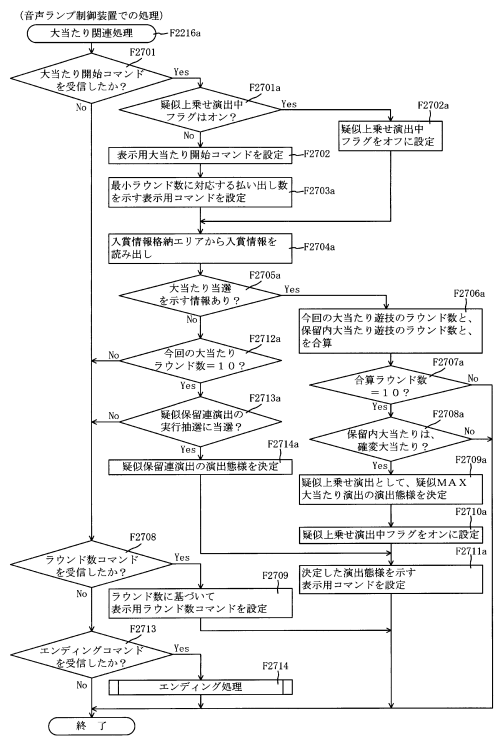 (音声ランプ制御装置での処理)
大当たり関連処理
F2216a
F2701
大当たり開始コマンド
を受信したか？
Yes
No
F2701a
疑似上乗せ演出中
フラグはオン？
Yes
No
F2702a
疑似上乗せ演出中
フラグをオフに設定
表示用大当たり開始コマンドを設定
F2702
最小ラウンド数に対応する払い出し数
を示す表示用コマンドを設定
F2703a
入賞情報格納エリアから入賞情報を
読み出し
F2704a
F2705a
大当たり当選
を示す情報あり？
Yes
No
F2706a
今回の大当たり遊技のラウンド数と、
保留内大当たり遊技のラウンド数と、
を合算
F2712a
今回の大当たり
ラウンド数＝１０？
No
Yes
F2707a
合算ラウンド数
＝１０？
No
Yes
F2713a
疑似保留連演出の
実行抽選に当選？
No
Yes
F2708a
保留内大当たりは、
確変大当たり？
No
Yes
F2714a
疑似保留連演出の演出態様を決定
F2709a
疑似上乗せ演出として、疑似ＭＡＸ
大当たり演出の演出態様を決定
F2710a
疑似上乗せ演出中フラグをオンに設定
F2711a
決定した演出態様を示す
表示用コマンドを設定
F2708
ラウンド数コマンド
を受信したか？
Yes
No
F2709
ラウンド数に基づいて
表示用ラウンド数コマンドを設定
F2713
エンディングコマンド
を受信したか？
Yes
No
F2714
エンディング処理
終 了